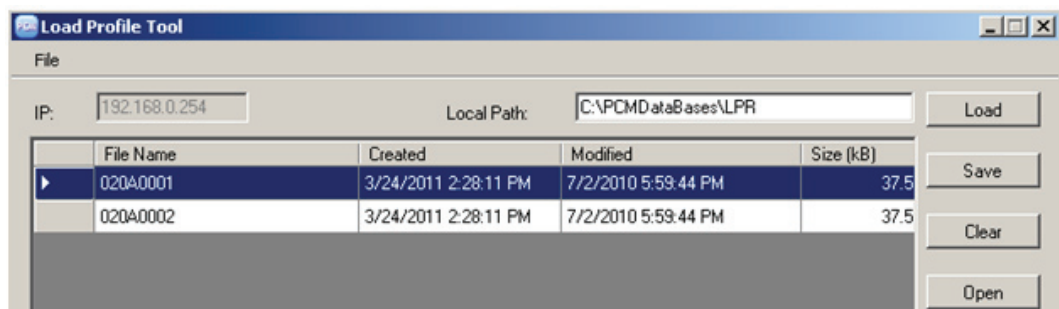 Load Profile Tool
File
IP: 192.168.0.254 Local Path: C:\PCMDataBases\LPR Load
File Name Created Modified Size (kB)
020A0001 3/24/2011 2:28:11 PM 7/2/2010 5:59:44 PM 37.5
Save
020A0002 3/24/2011 2:28:11 PM 7/2/2010 5:59:44 PM 37.5
Clear
Open